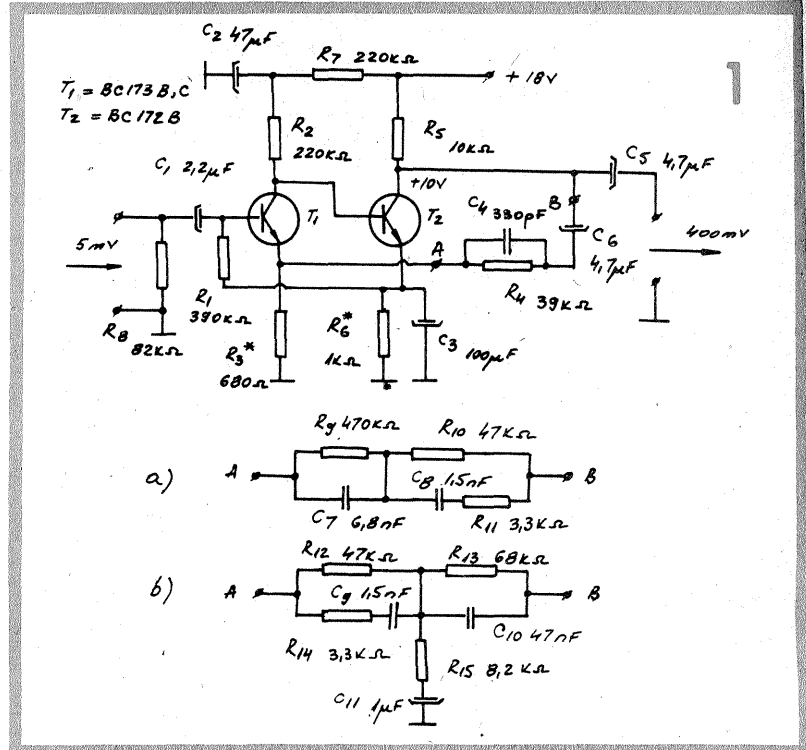 C2 47µF
R7 220KΩ
+18V
1
T1 = BC173B,C
T2 = BC172B
R2 220KΩ
R5 10KΩ
C1 2,2µF
T1
+10V
T2
C5 4,7µF
C4 330pF
B
C6 4,7µF
400mV
5mV
A
R4 39KΩ
R1 390KΩ
R8 82KΩ
R3* 680Ω
R6* 1KΩ
*
C3 100µF
a)
A
R9 470KΩ
R10 47KΩ
C8 1,5nF
B
C7 6,8nF
R11 3,3KΩ
b)
A
R12 47KΩ
R13 68KΩ
C9 1,5nF
B
C10 47nF
R14 3,3KΩ
R15 8,2KΩ
C11 1µF